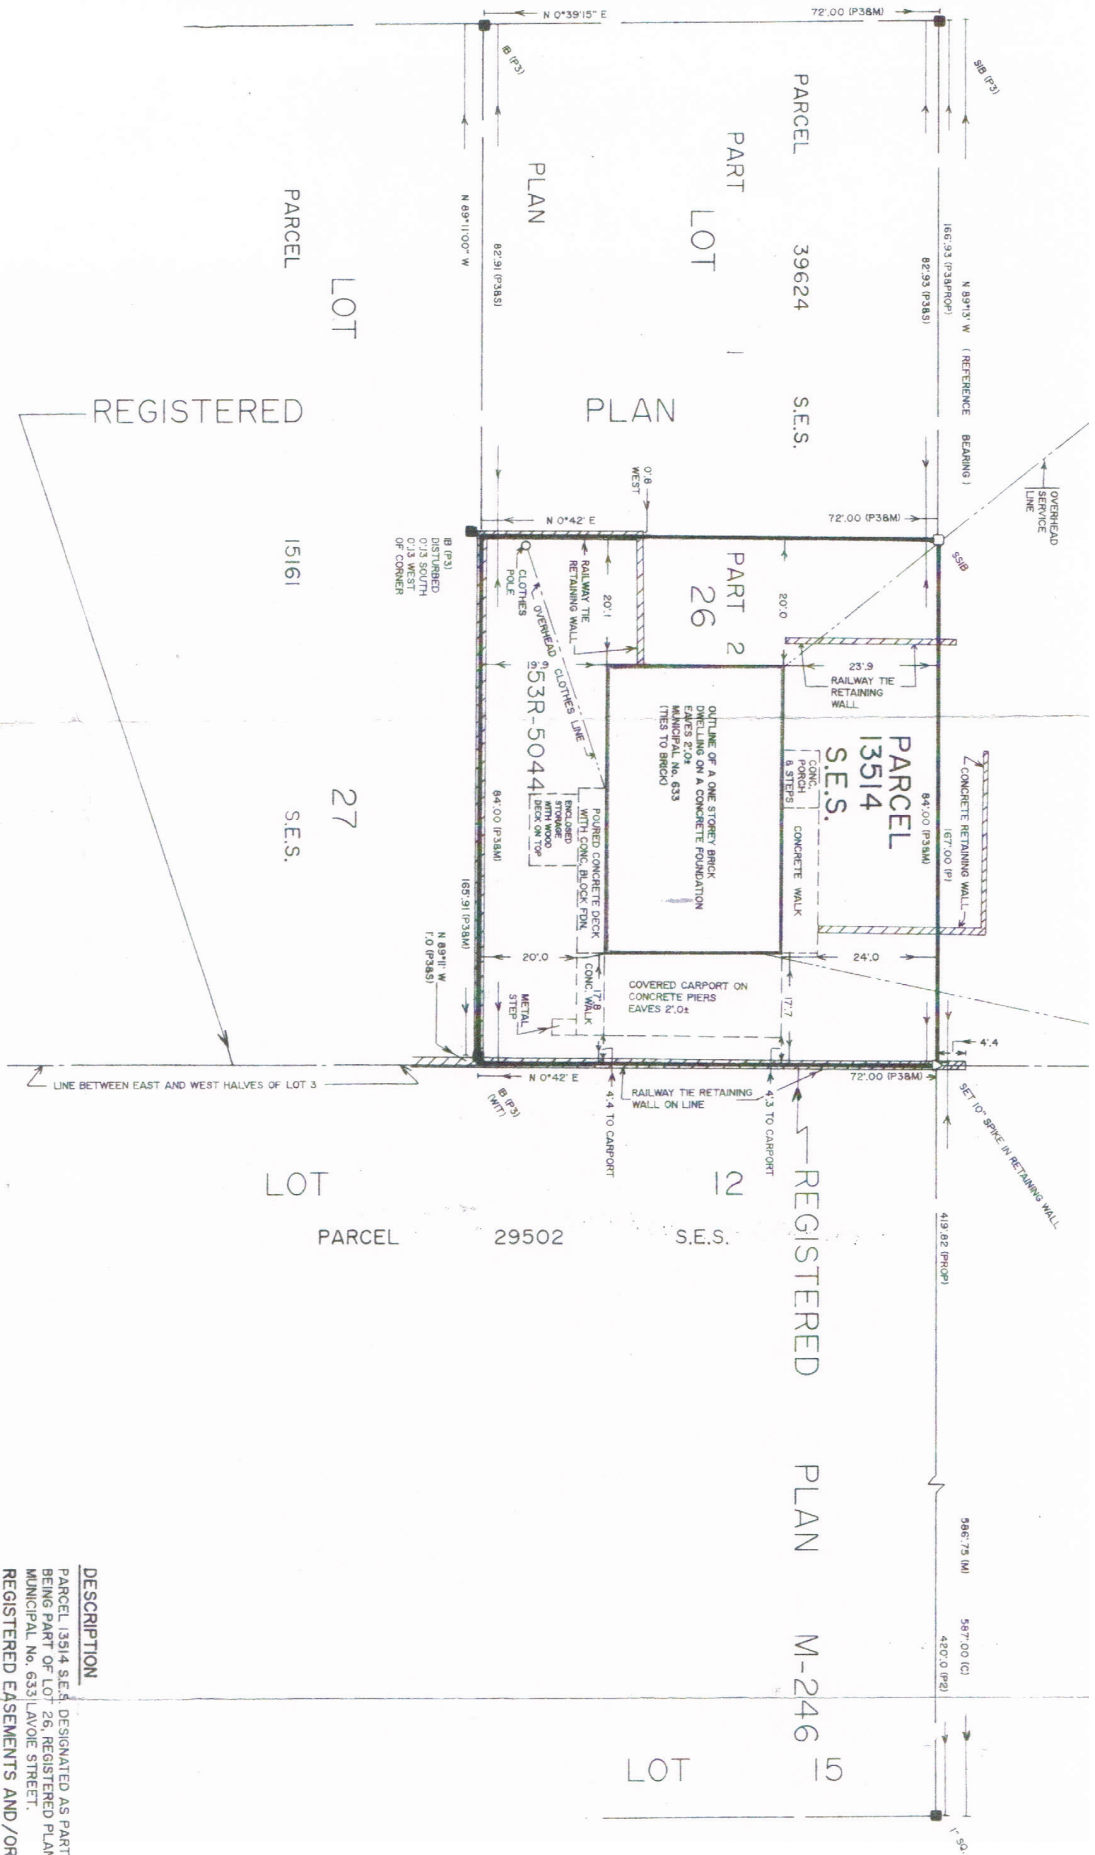 N 0°39'15" E
72'.00 (P3&M)
IB (P3)
SIB (P3)
PARCEL 39624 S.E.S.
PART 1
LOT
PLAN
166'.93 (P3&PROP)
82'.93 (P3&S)
N 89°13' W (REFERENCE BEARING)
N 89°11'00" W
82'.91 (P3&S)
PARCEL 15161 S.E.S.
LOT 27
REGISTERED
PLAN
OVERHEAD
SERVICE
LINE
0'.8
WEST
N 0°42' E
72'.00 (P3&M)
SSIB
IB (P3)
DISTURBED
0'.13 SOUTH
0'.13 WEST
OF CORNER
CLOTHES
POLE
RAILWAY TIE
RETAINING WALL
20'.1
PART 2
26
20'.0
OVERHEAD CLOTHES LINE
19'.9
53R-5044
23'.9
RAILWAY TIE
RETAINING
WALL
OUTLINE OF A ONE STOREY BRICK
DWELLING ON A CONCRETE FOUNDATION
EAVES 2'.0±
MUNICIPAL No. 633
(TIES TO BRICK)
PARCEL
13514
S.E.S.
CONC.
PORCH
& STEPS
CONCRETE WALK
84'.00 (P3&M)
167'.00 (P)
CONCRETE RETAINING WALL
POURED CONCRETE DECK
WITH CONC. BLOCK FDN.
ENCLOSED
STORAGE
WITH WOOD
DECK ON TOP
84'.00 (P3&M)
165'.91 (P3&M)
N 89°11' W
1'.0 (P3&S)
20'.0
CONC. WALK
17'.8
METAL
STEP
COVERED CARPORT ON
CONCRETE PIERS
EAVES 2'.0±
17'.7
24'.0
4'.4
LINE BETWEEN EAST AND WEST HALVES OF LOT 3
N 0°42' E
IB (P3)
(WIT)
4'.4 TO CARPORT
RAILWAY TIE RETAINING
WALL ON LINE
4'.3 TO CARPORT
72'.00 (P3&M)
SET 10" SPIKE IN RETAINING WALL
LOT 12
PARCEL 29502 S.E.S.
REGISTERED PLAN M-246
419'.82 (PROP)
586'.75 (M)
587'.00 (C)
420'.0 (P2)
LOT 15
1" SQ.
DESCRIPTION
PARCEL 13514 S.E.S. DESIGNATED AS PART
BEING PART OF LOT 26, REGISTERED PLAN
MUNICIPAL No. 633 LAVOIE STREET.
REGISTERED EASEMENTS AND/OR